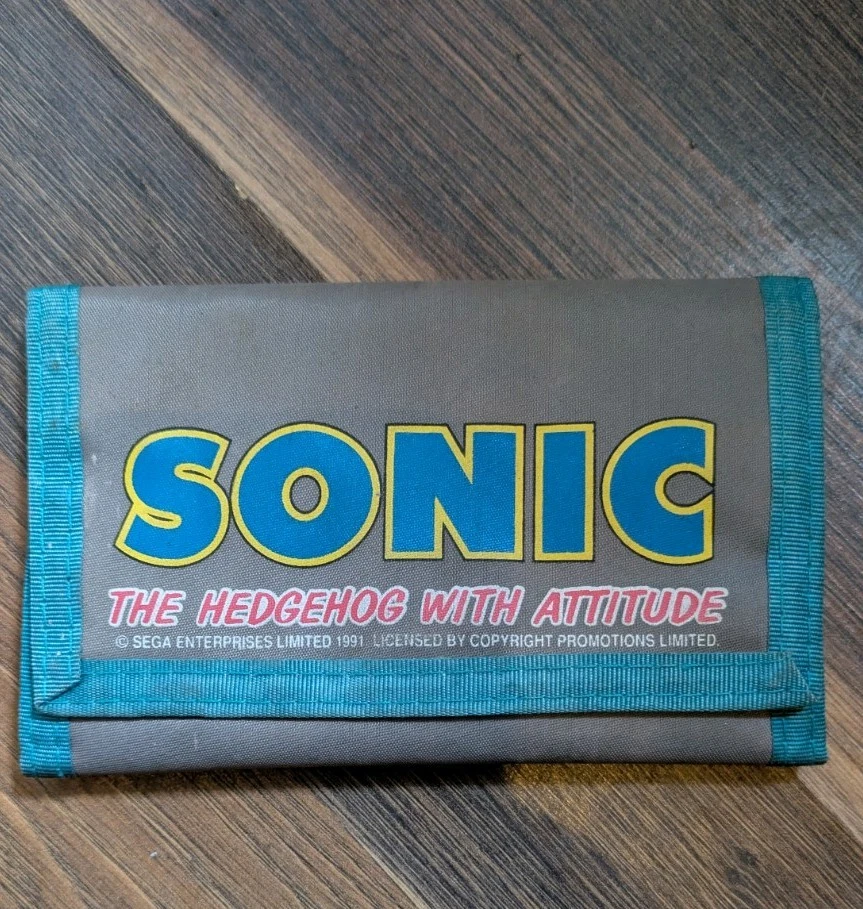 SONIC
THE HEDGEHOG WITH ATTITUDE
© SEGA ENTERPRISES LIMITED 1991 LICENSED BY COPYRIGHT PROMOTIONS LIMITED.